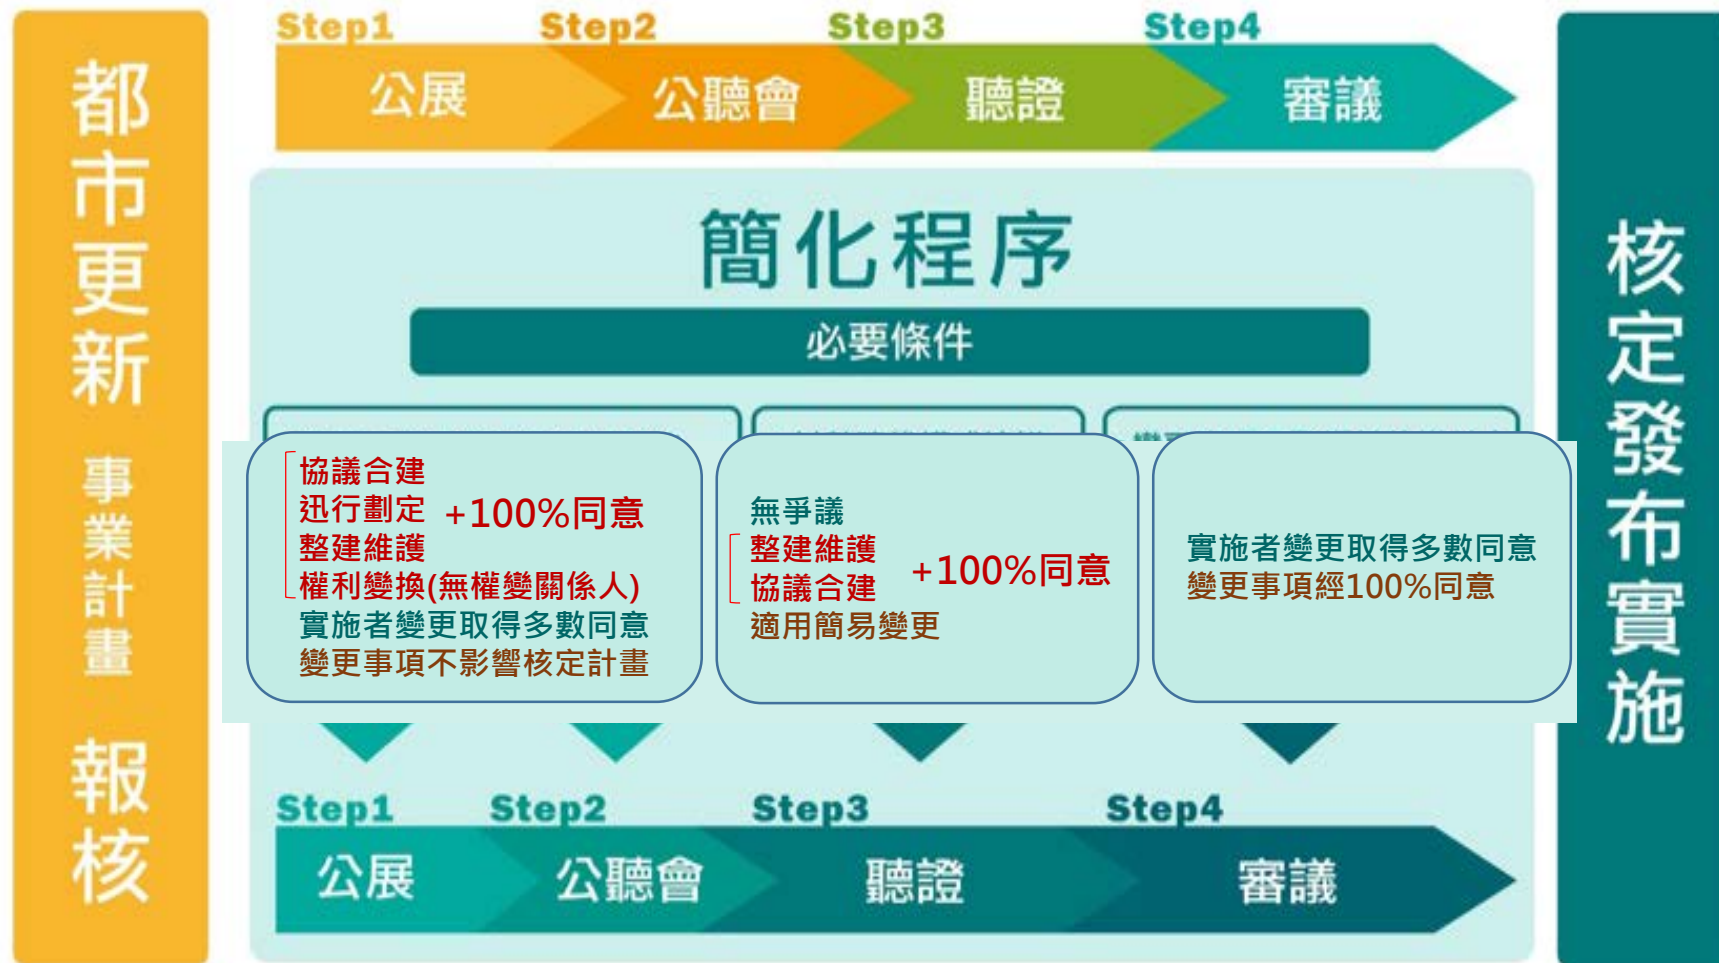 都市更新 事業計畫 報核
Step1 Step2 Step3 Step4
公展 公聽會 聽證 審議
簡化程序
必要條件
協議合建
迅行劃定
整建維護
權利變換(無權變關係人)
+100%同意
實施者變更取得多數同意
變更事項不影響核定計畫
無爭議
整建維護
協議合建
+100%同意
適用簡易變更
實施者變更取得多數同意
變更事項經100%同意
Step1 Step2 Step3 Step4
公展 公聽會 聽證 審議
核定發布實施